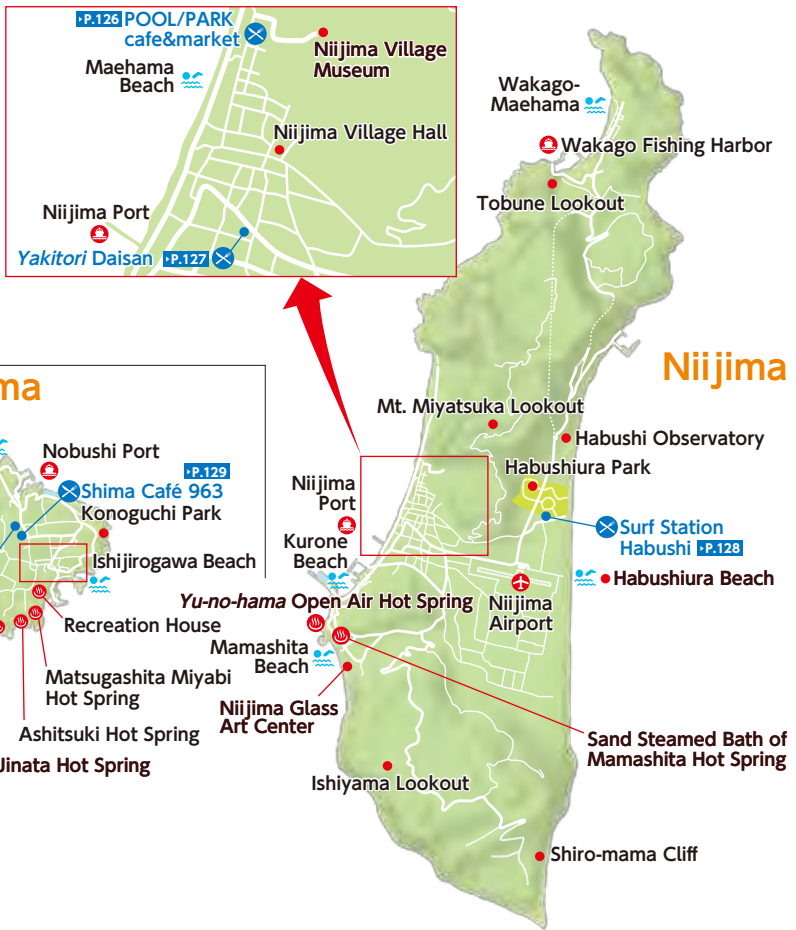 ▸P.126 POOL/PARK
cafe&market
Niijima Village
Museum
Maehama
Beach
Niijima Village Hall
Niijima Port
Yakitori Daisan ▸P.127
Wakago-
Maehama
Wakago Fishing Harbor
Tobune Lookout
Niijima
Mt. Miyatsuka Lookout
Habushi Observatory
Habushiura Park
Niijima
Port
Surf Station
Habushi ▸P.128
Kurone
Beach
Habushiura Beach
Yu-no-hama Open Air Hot Spring
Niijima
Airport
Mamashita
Beach
Niijima Glass
Art Center
Sand Steamed Bath of
Mamashita Hot Spring
Ishiyama Lookout
Shiro-mama Cliff
ma
Nobushi Port
▸P.129
Shima Café 963
Konoguchi Park
Ishijirogawa Beach
Recreation House
Matsugashita Miyabi
Hot Spring
Ashitsuki Hot Spring
Jinata Hot Spring